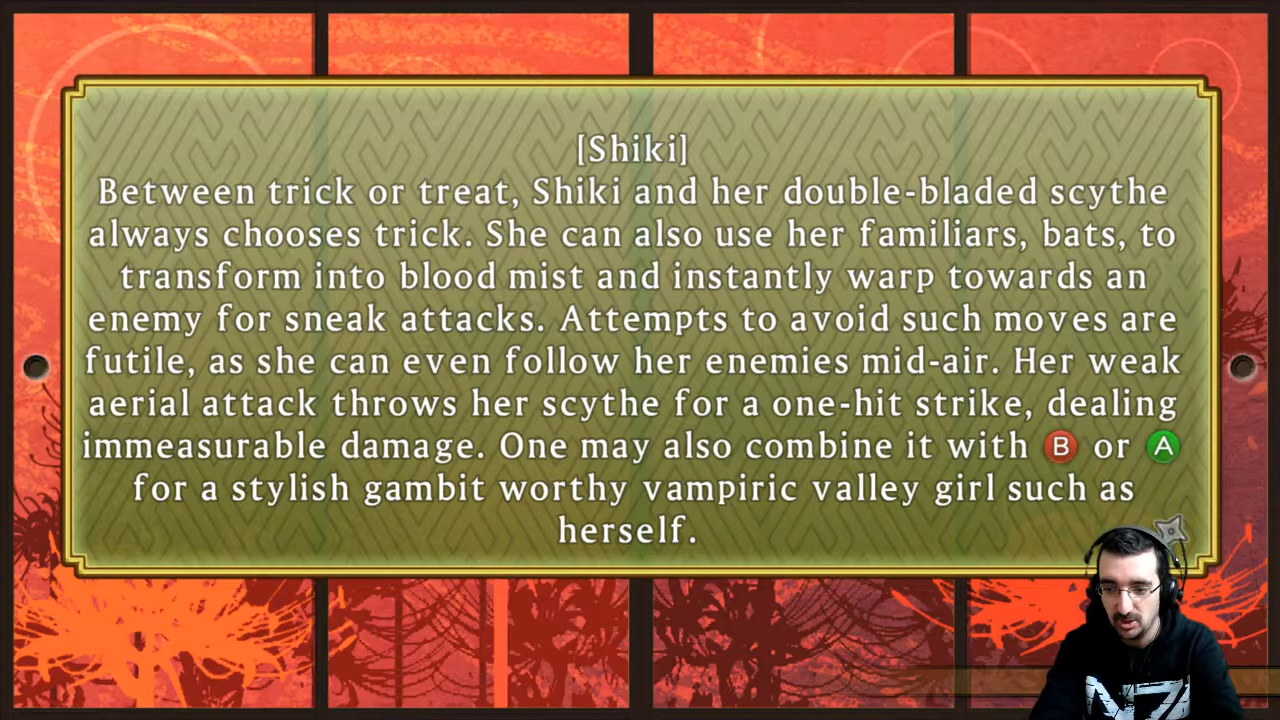 [Shiki]
Between trick or treat, Shiki and her double-bladed scythe
always chooses trick. She can also use her familiars, bats, to
transform into blood mist and instantly warp towards an
enemy for sneak attacks. Attempts to avoid such moves are
futile, as she can even follow her enemies mid-air. Her weak
aerial attack throws her scythe for a one-hit strike, dealing
immeasurable damage. One may also combine it with B or A
for a stylish gambit worthy vampiric valley girl such as
herself.
N7